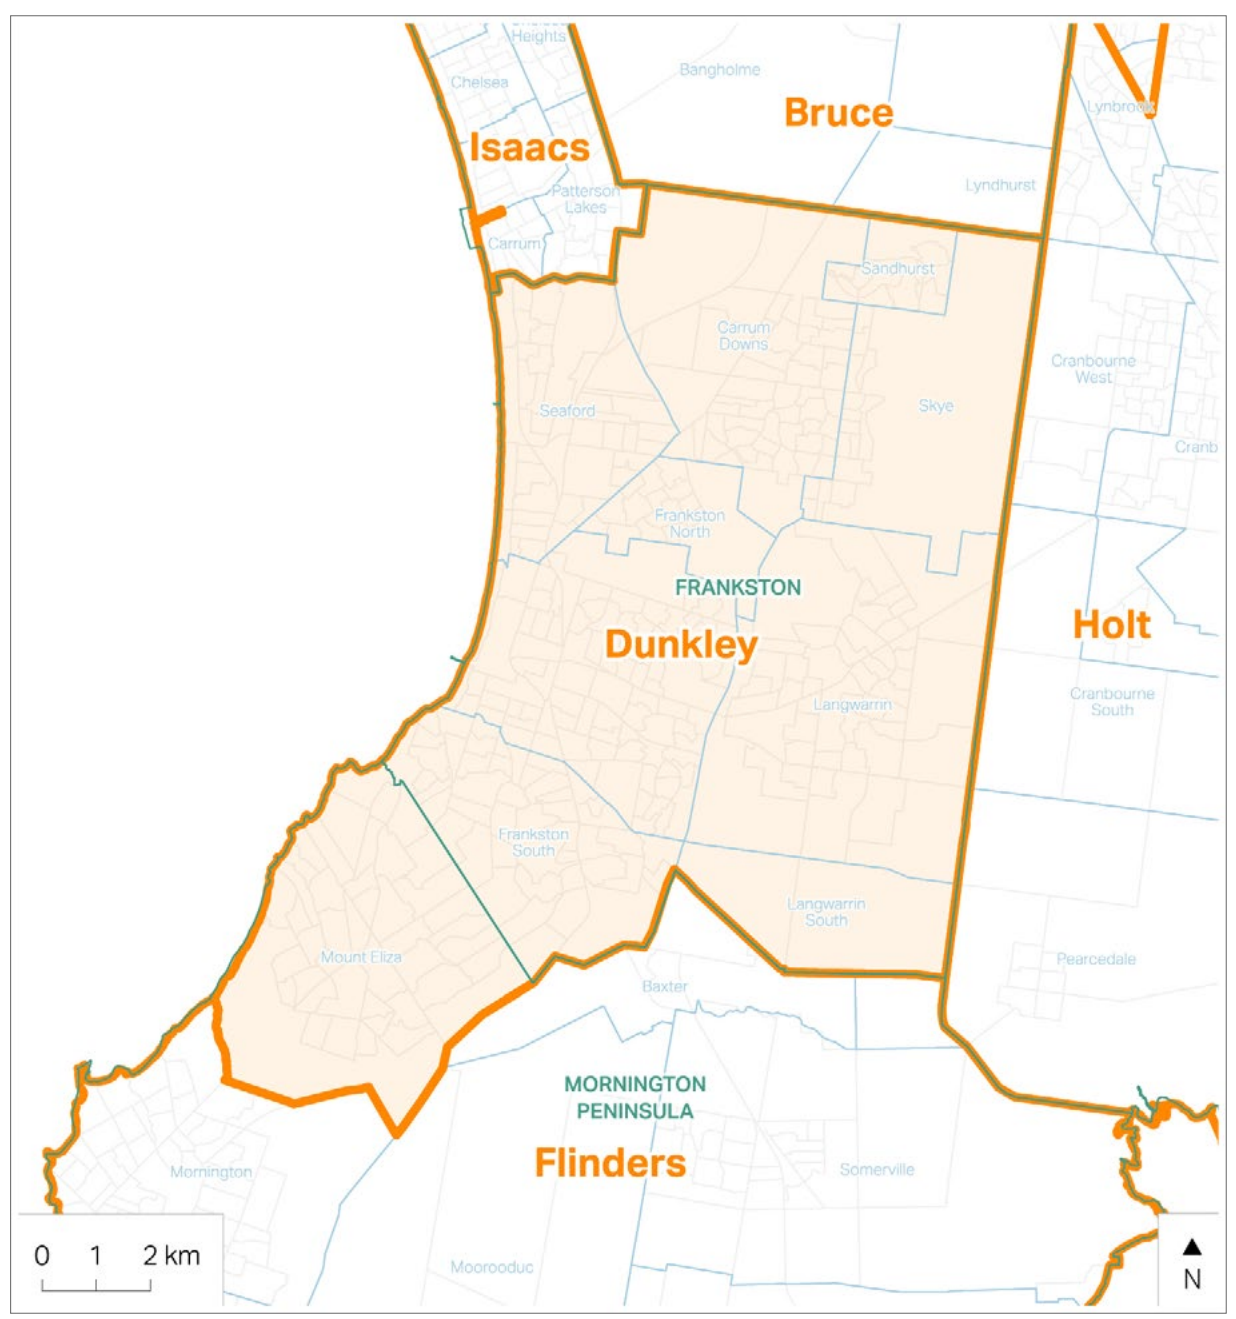 Chelsea
Heights
Bangholme
Chelsea
Bruce
Lynbrook
Isaacs
Lyndhurst
Patterson
Lakes
Carrum
Sandhurst
Carrum
Downs
Cranbourne
West
Seaford
Skye
Cranb
Frankston
North
FRANKSTON
Dunkley
Holt
Langwarrin
Cranbourne
South
Frankston
South
Langwarrin
South
Mount Eliza
Pearcedale
Baxter
MORNINGTON
PENINSULA
Flinders
Mornington
Somerville
Moorooduc
0 1 2 km
N